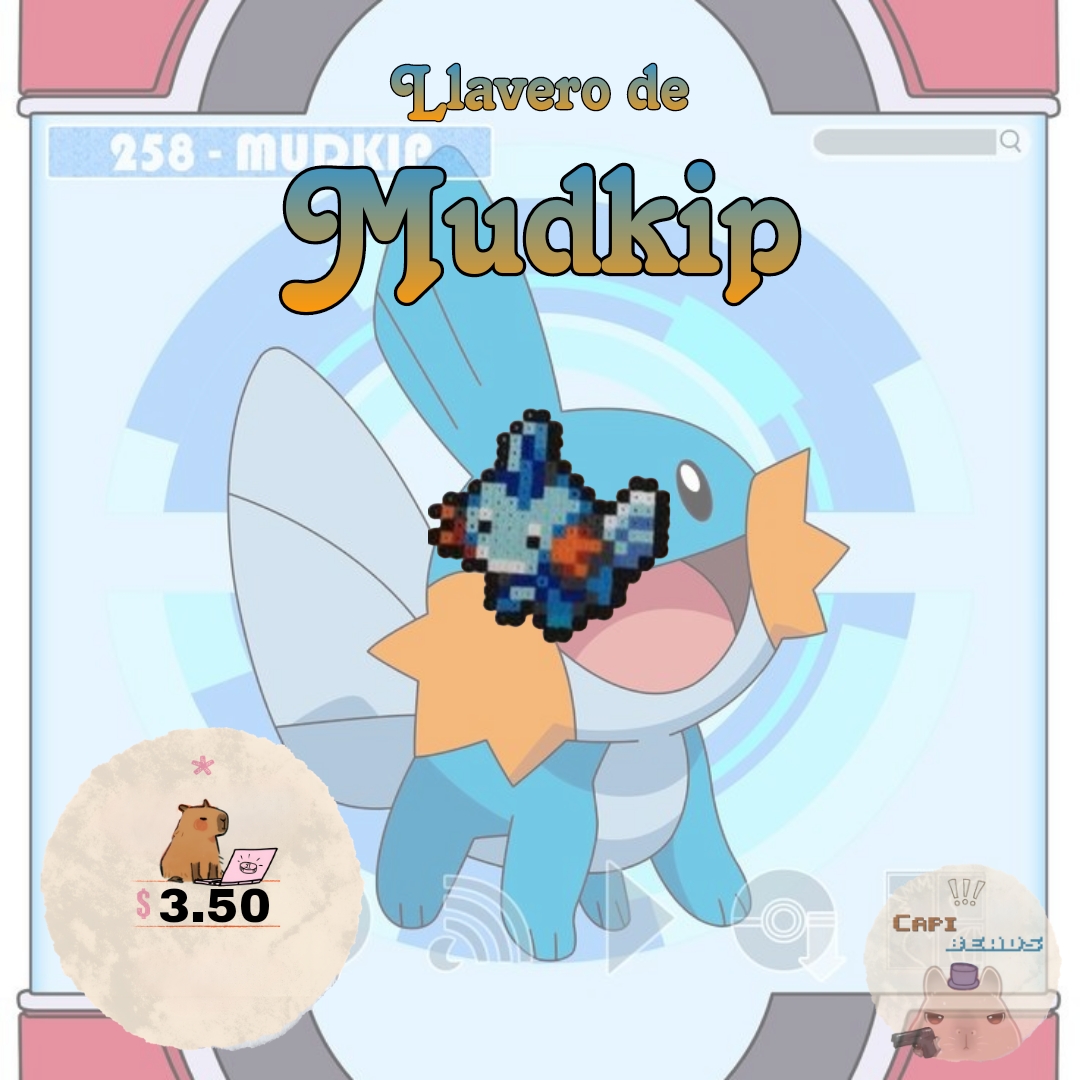 Llavero de
258 - MUDKIP
Mudkip
*
$ 3.50
!!!
CAPI
BEADS